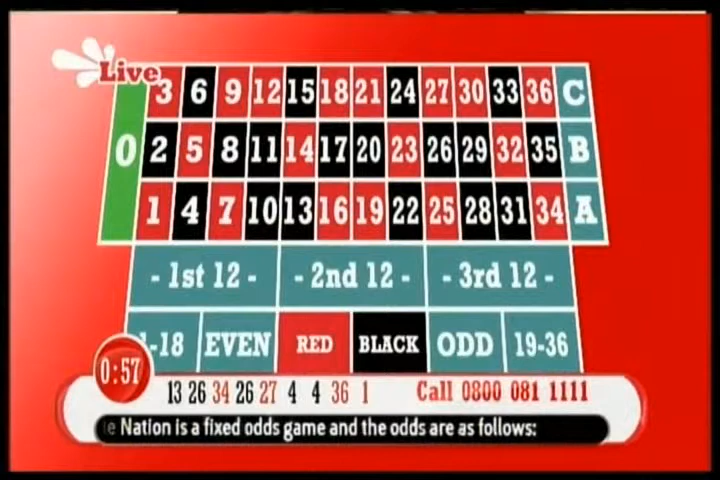 Live
3 6 9 12 15 18 21 24 27 30 33 36 C
0 2 5 8 11 14 17 20 23 26 29 32 35 B
1 4 7 10 13 16 19 22 25 28 31 34 A
- 1st 12 - - 2nd 12 - - 3rd 12 -
-18 EVEN RED BLACK ODD 19-36
0:57
13 26 34 26 27 4 4 36 1 Call 0800 081 1111
e Nation is a fixed odds game and the odds are as follows: